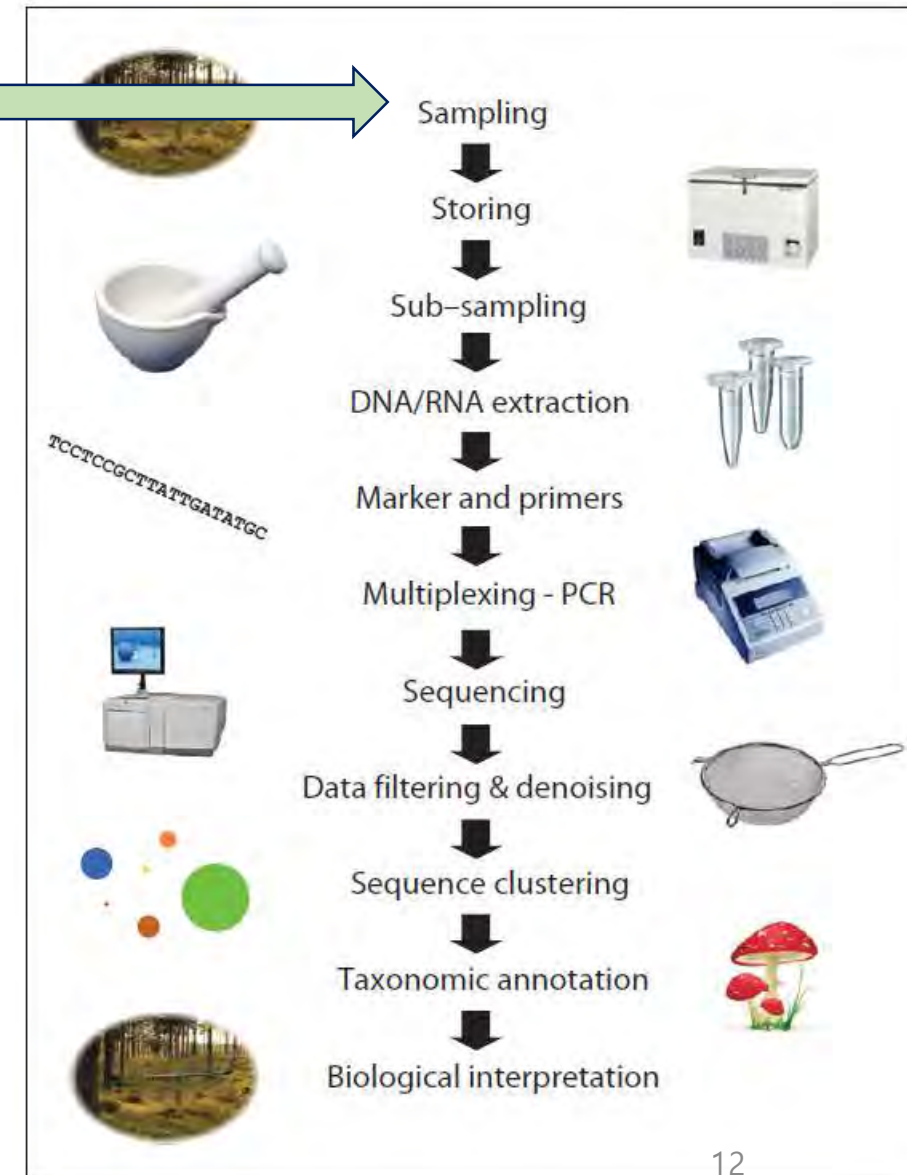 Sampling
Storing
Sub–sampling
DNA/RNA extraction
TCCTCCGCTTATTGATATGC
Marker and primers
Multiplexing - PCR
Sequencing
Data filtering & denoising
Sequence clustering
Taxonomic annotation
Biological interpretation
12